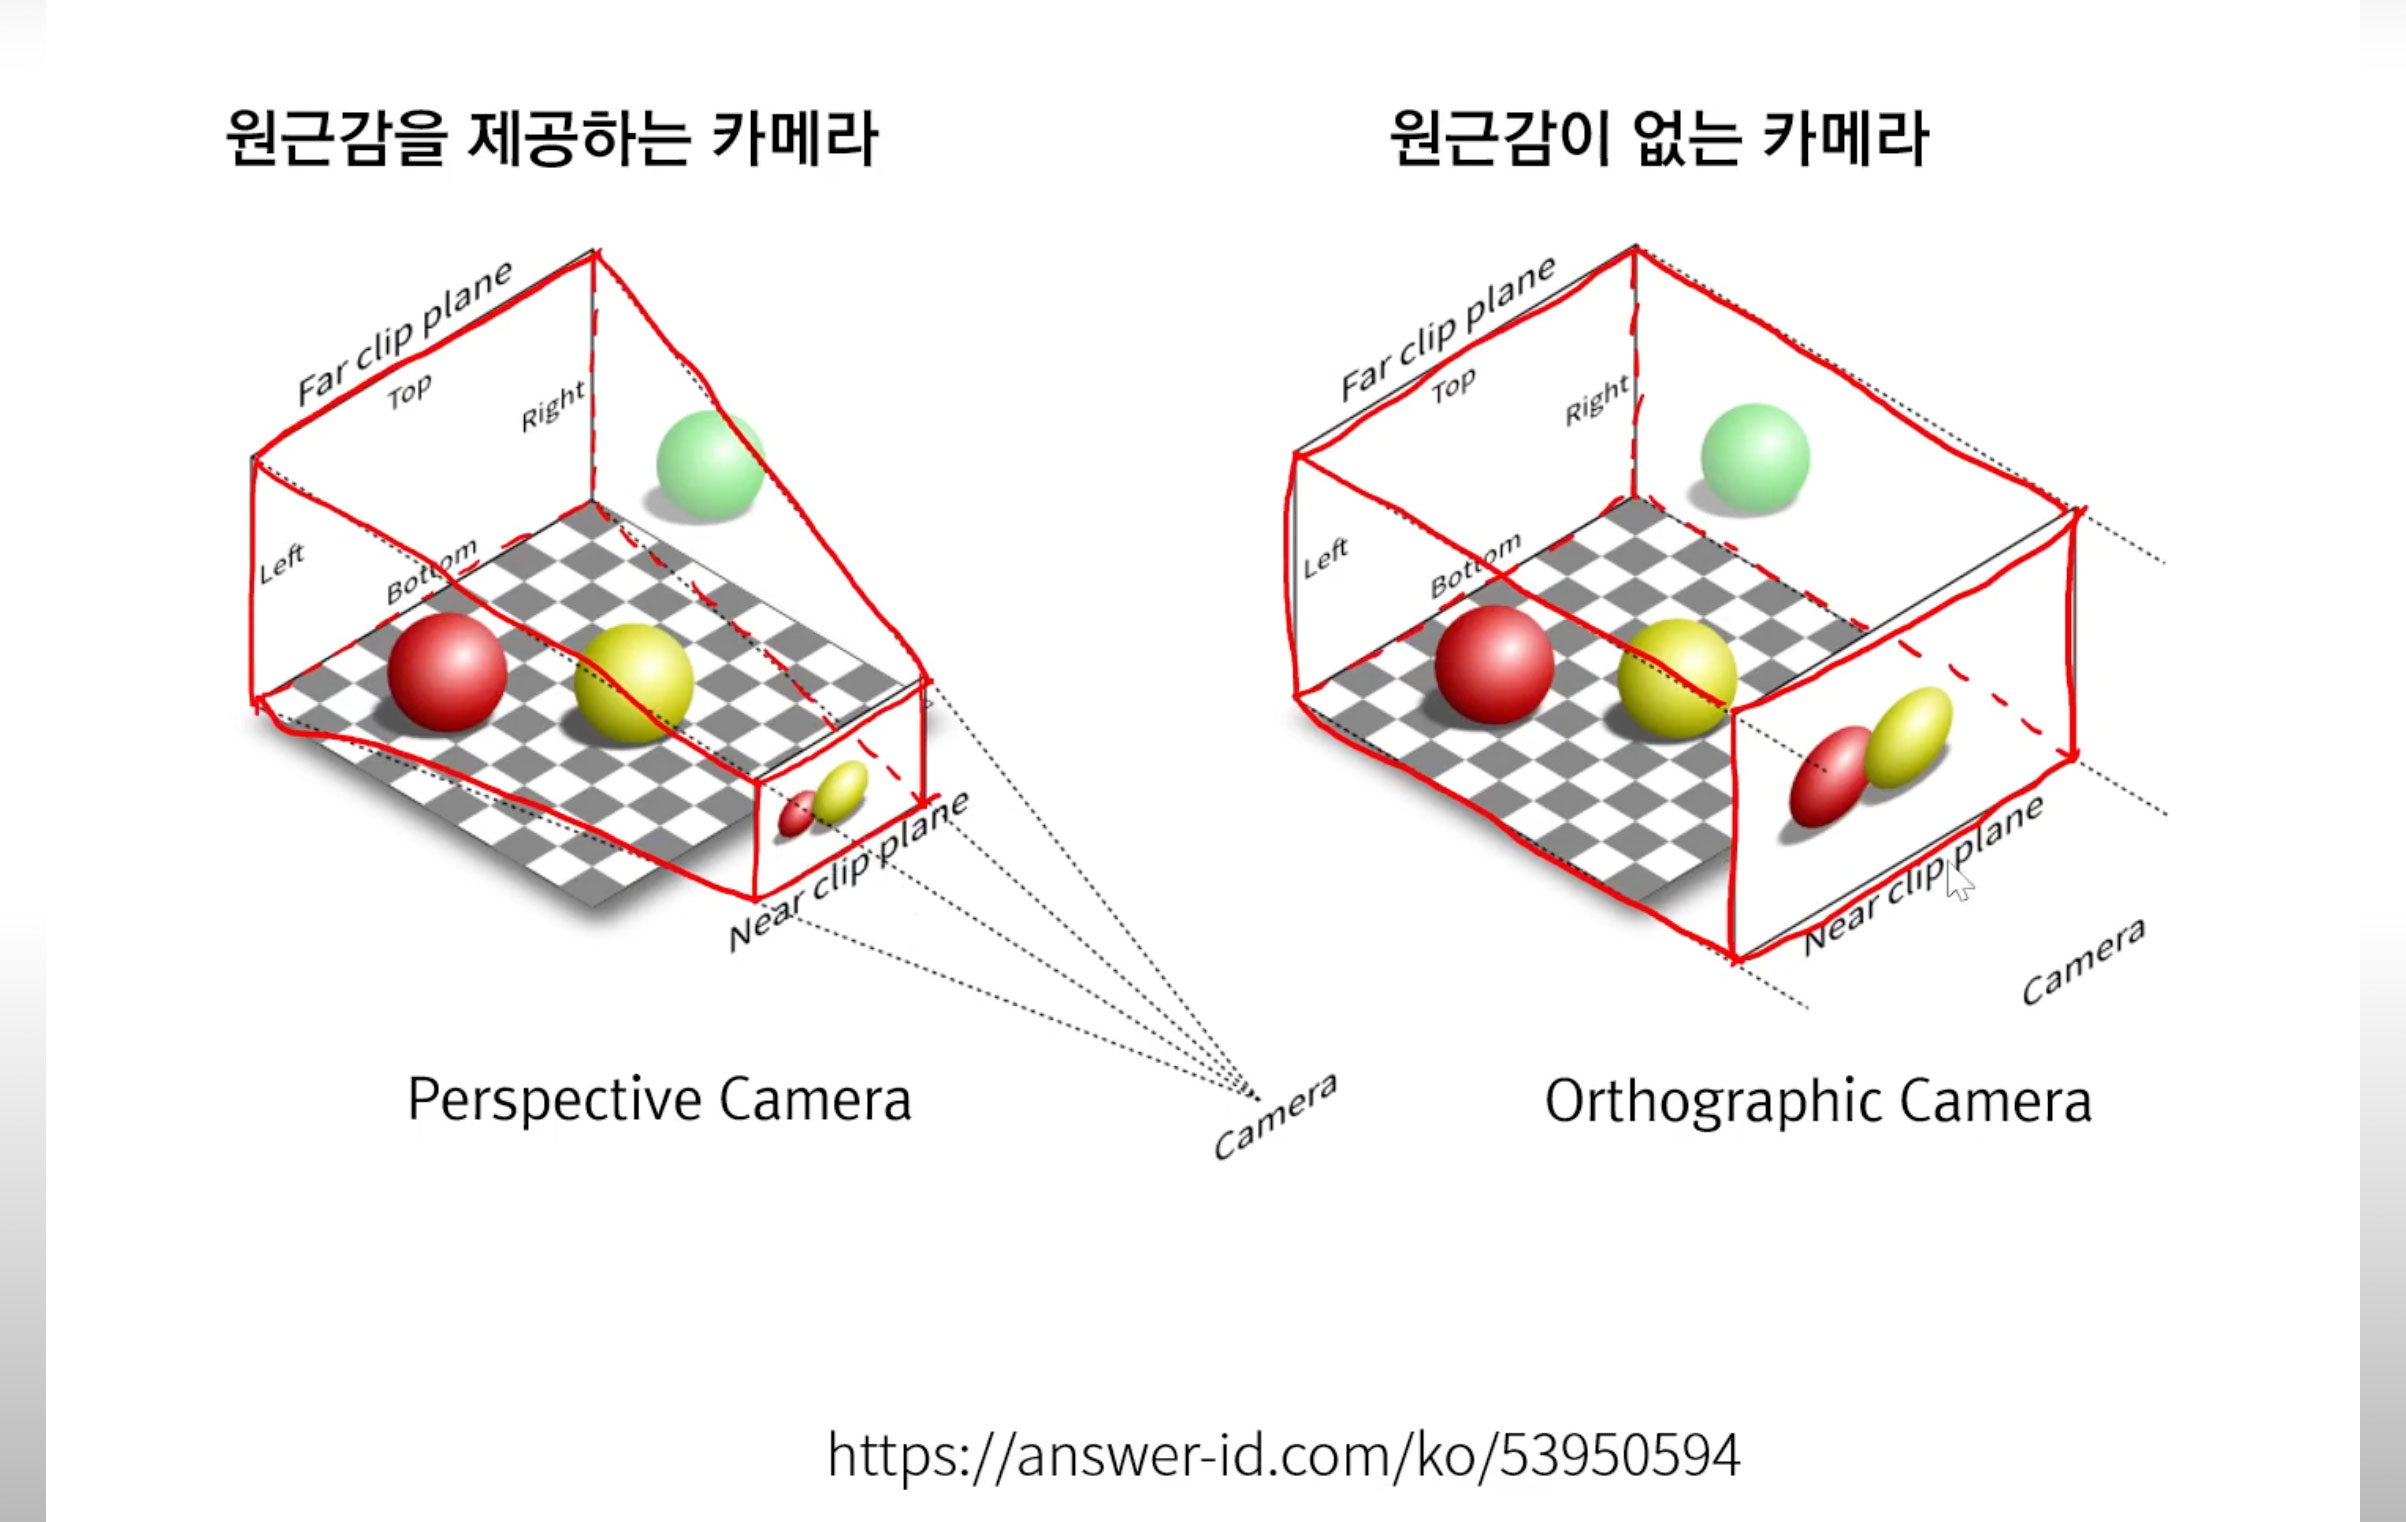 원근감을 제공하는 카메라
Far clip plane
Top
Right
Left
Bottom
Near clip plane
Camera
Perspective Camera
원근감이 없는 카메라
Far clip plane
Top
Right
Left
Bottom
Near clip plane
Camera
Orthographic Camera
https://answer-id.com/ko/53950594